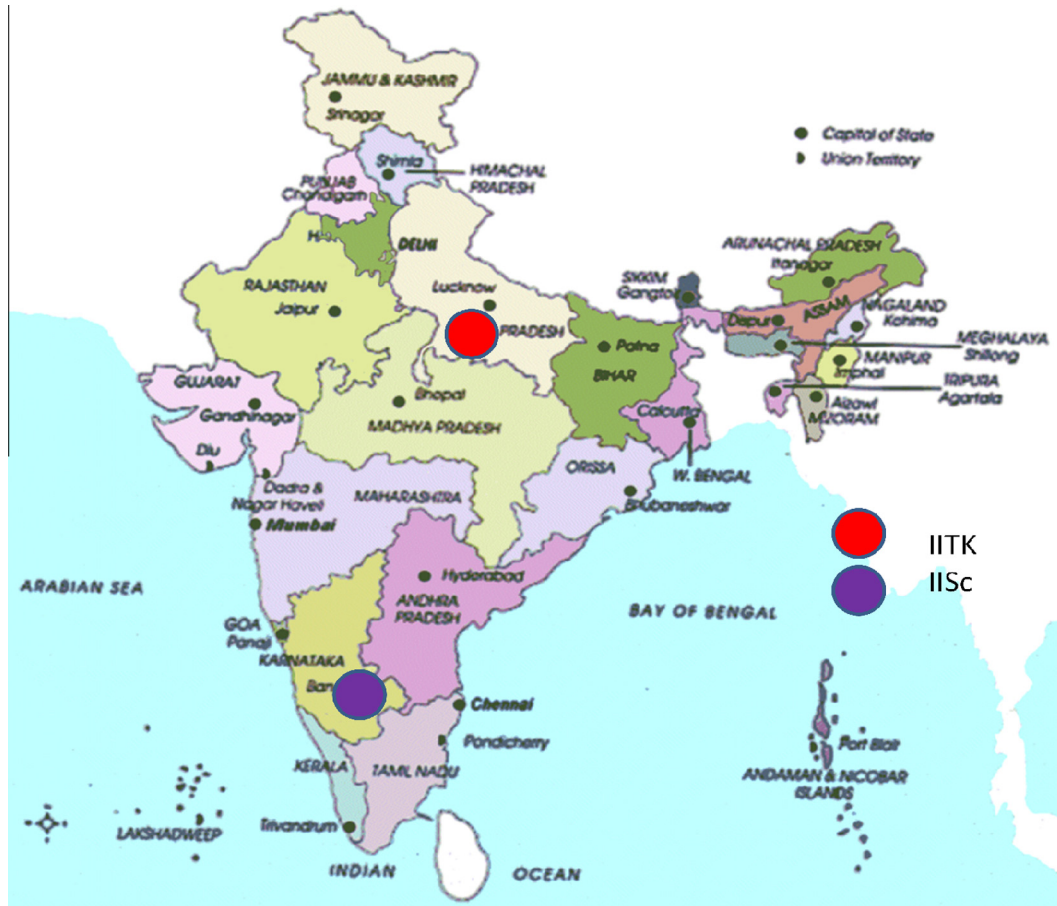 JAMMU & KASHMIR
Srinagar
Capital of State
Union Territory
Shimla
HIMACHAL
PRADESH
PUNJAB
Chandigarh
H
DELHI
ARUNACHAL PRADESH
Itanagar
RAJASTHAN
Jaipur
Lucknow
PRADESH
SIKKIM
Gangtok
Dispur
ASSAM
NAGALAND
Kohima
MEGHALAYA
Shillong
Patna
BIHAR
MANIPUR
Imphal
TRIPURA
Agartala
GUJARAT
Gandhinagar
Bhopal
MADHYA PRADESH
Calcutta
Aizawl
MIZORAM
Diu
W. BENGAL
ORISSA
Bhubaneshwar
Dadra &
Nagar Haveli
MAHARASHTRA
Mumbai
IITK
IISc
ARABIAN SEA
Hyderabad
ANDHRA
PRADESH
BAY OF BENGAL
GOA
Panaji
KARNATAKA
Ban
Chennai
Pondicherry
Port Blair
KERALA
TAMIL NADU
ANDAMAN & NICOBAR
ISLANDS
LAKSHADWEEP
Trivandrum
INDIAN
OCEAN